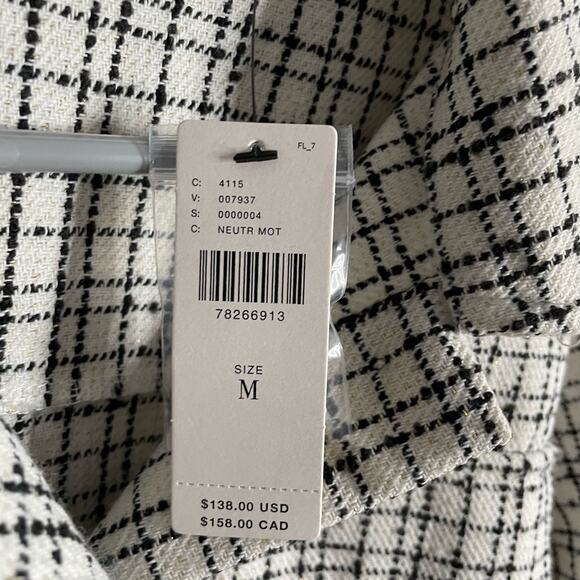 FL_7
C: 4115
V: 007937
S: 0000004
C: NEUTR MOT
78266913
SIZE
M
$138.00 USD
$158.00 CAD